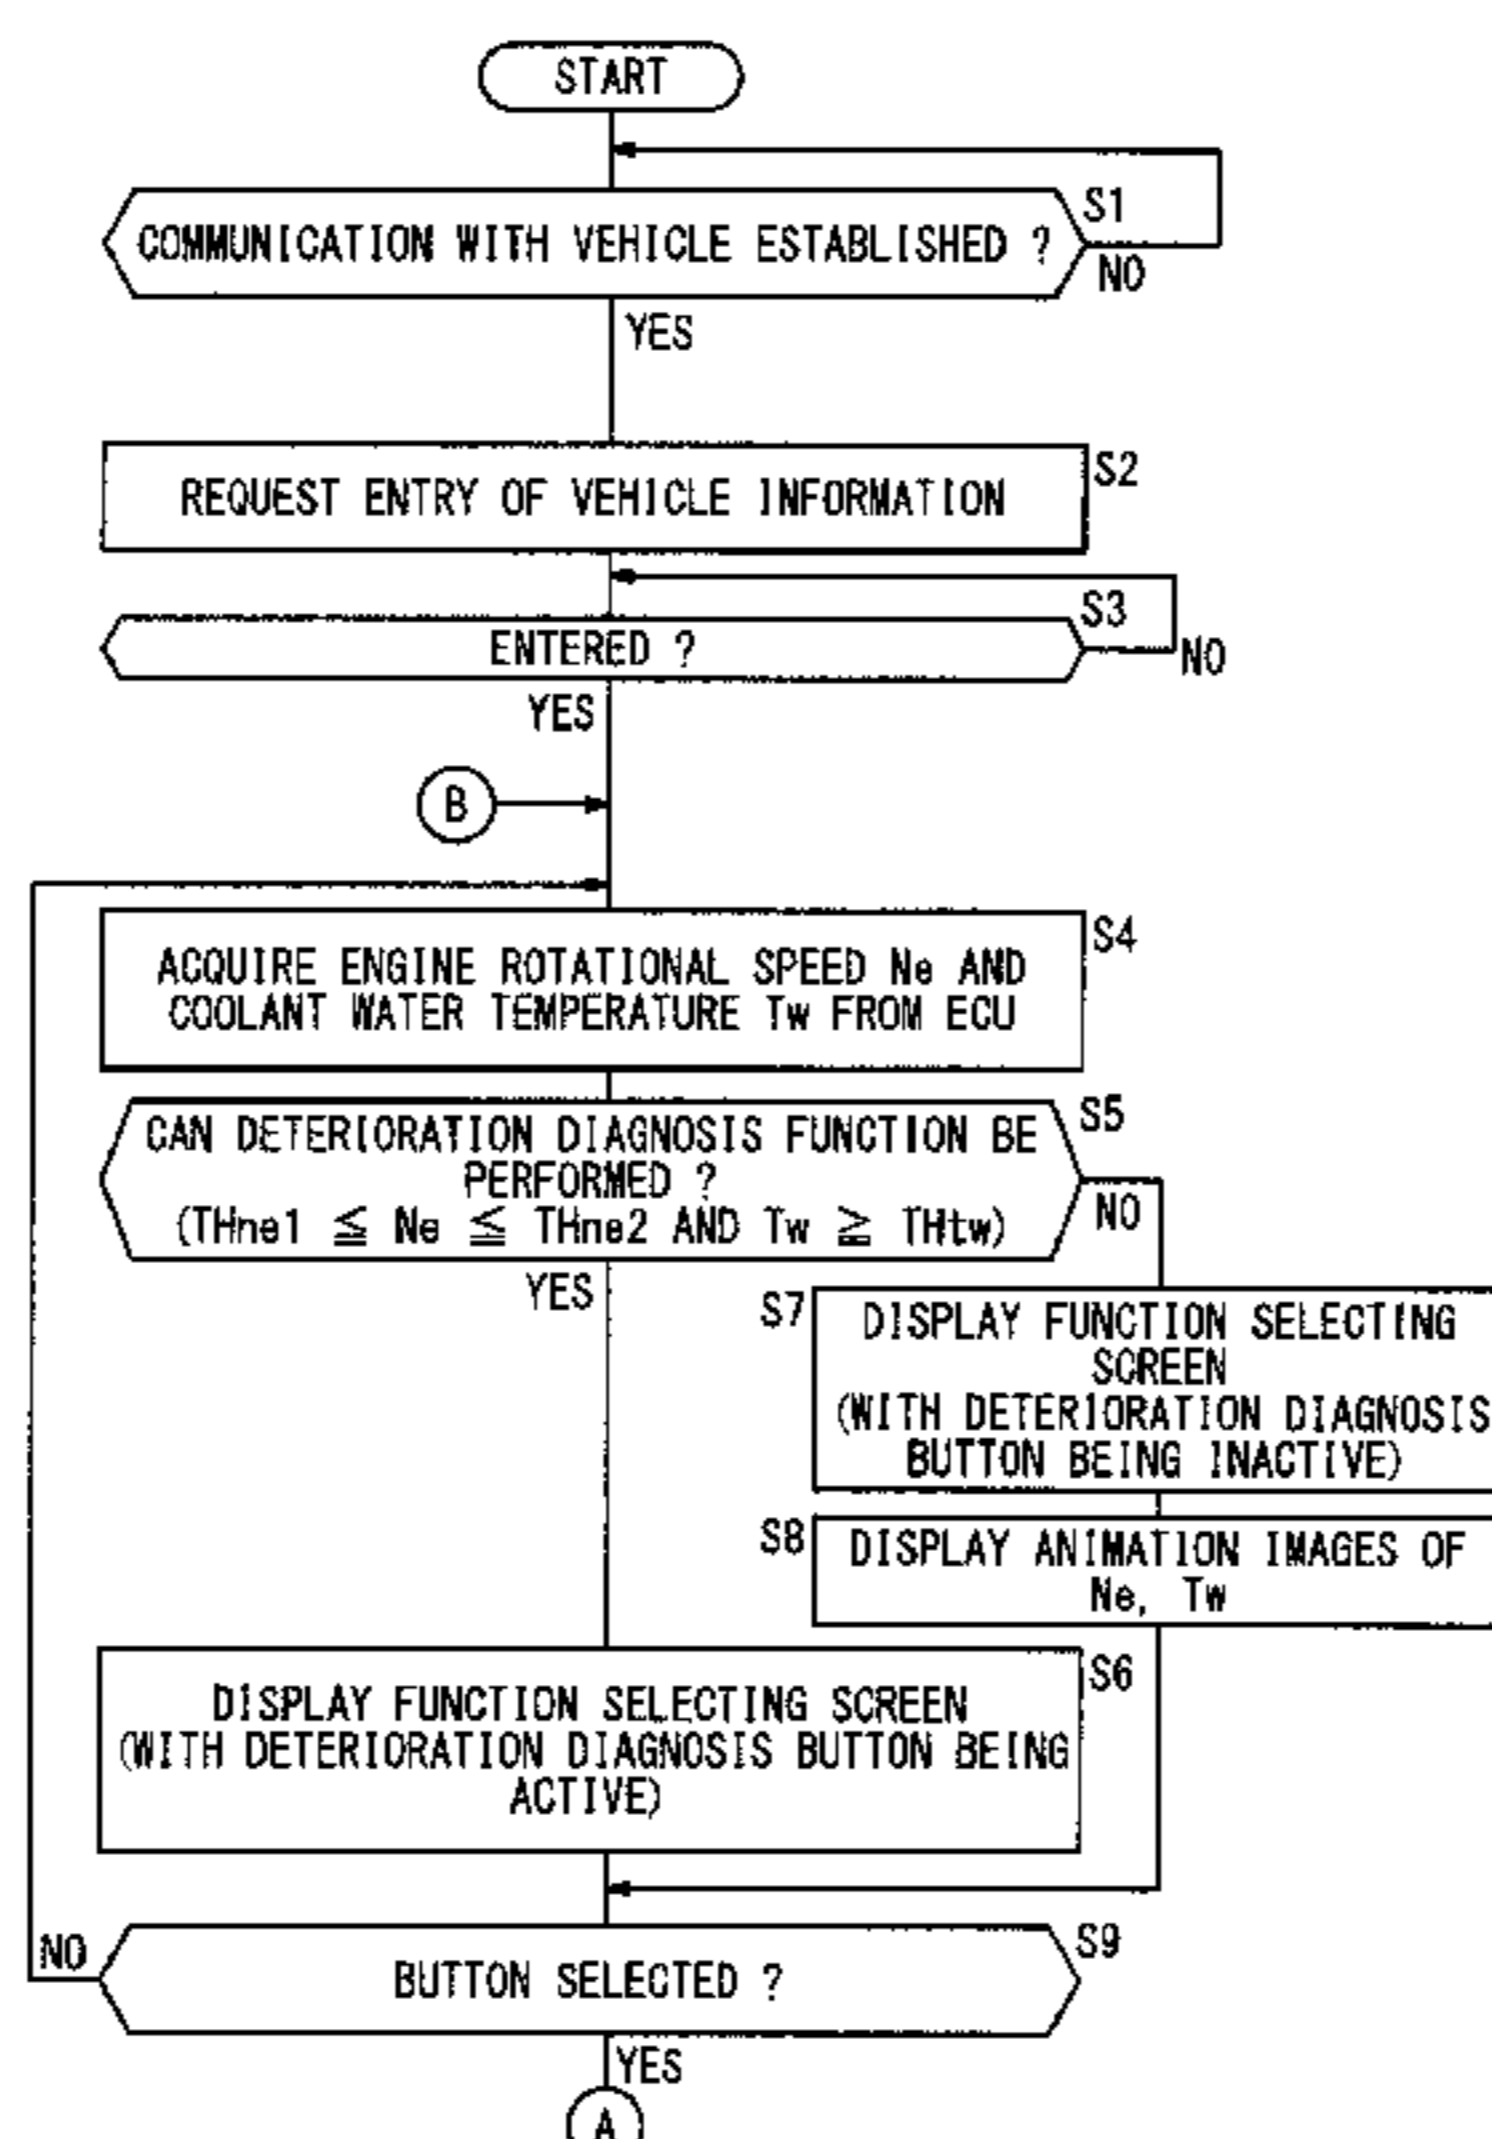 START
COMMUNICATION WITH VEHICLE ESTABLISHED ?
S1
NO
YES
REQUEST ENTRY OF VEHICLE INFORMATION
S2
ENTERED ?
S3
NO
YES
B
ACQUIRE ENGINE ROTATIONAL SPEED Ne AND
COOLANT WATER TEMPERATURE Tw FROM ECU
S4
CAN DETERIORATION DIAGNOSIS FUNCTION BE
PERFORMED ?
(THne1 ≦ Ne ≦ THne2 AND Tw ≧ THtw)
S5
NO
YES
S7
DISPLAY FUNCTION SELECTING
SCREEN
(WITH DETERIORATION DIAGNOSIS
BUTTON BEING INACTIVE)
S8
DISPLAY ANIMATION IMAGES OF
Ne, Tw
DISPLAY FUNCTION SELECTING SCREEN
(WITH DETERIORATION DIAGNOSIS BUTTON BEING
ACTIVE)
S6
NO
BUTTON SELECTED ?
S9
YES
A